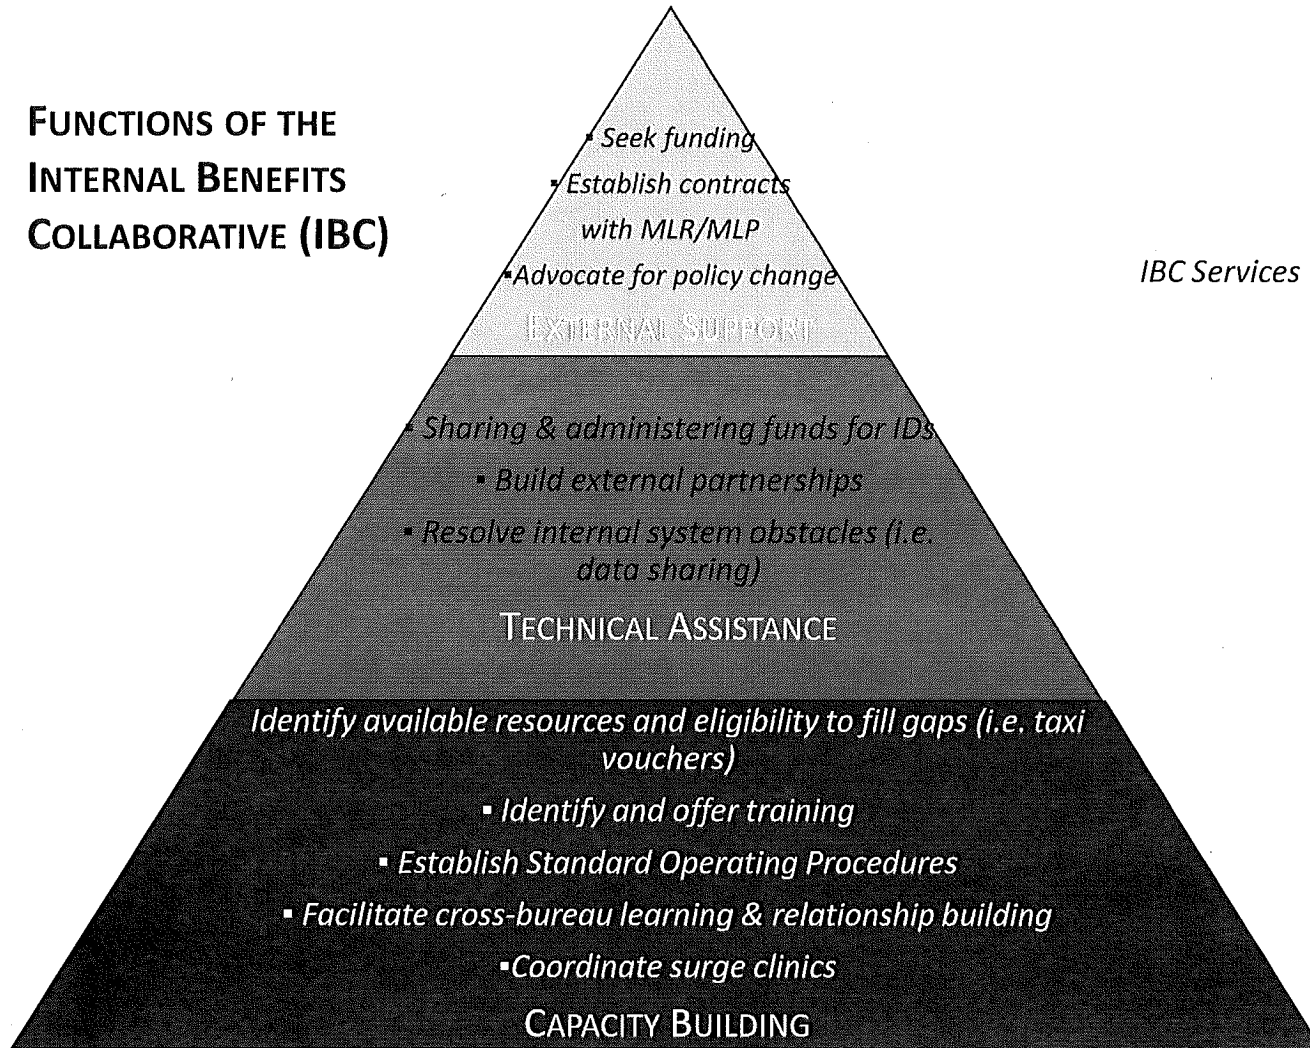 FUNCTIONS OF THE
INTERNAL BENEFITS
COLLABORATIVE (IBC)
▪ Seek funding
▪ Establish contracts
with MLR/MLP
▪Advocate for policy change
EXTERNAL SUPPORT
IBC Services
▪ Sharing & administering funds for IDs
▪ Build external partnerships
▪ Resolve internal system obstacles (i.e.
data sharing)
TECHNICAL ASSISTANCE
Identify available resources and eligibility to fill gaps (i.e. taxi
vouchers)
▪ Identify and offer training
▪ Establish Standard Operating Procedures
▪ Facilitate cross-bureau learning & relationship building
▪Coordinate surge clinics
CAPACITY BUILDING